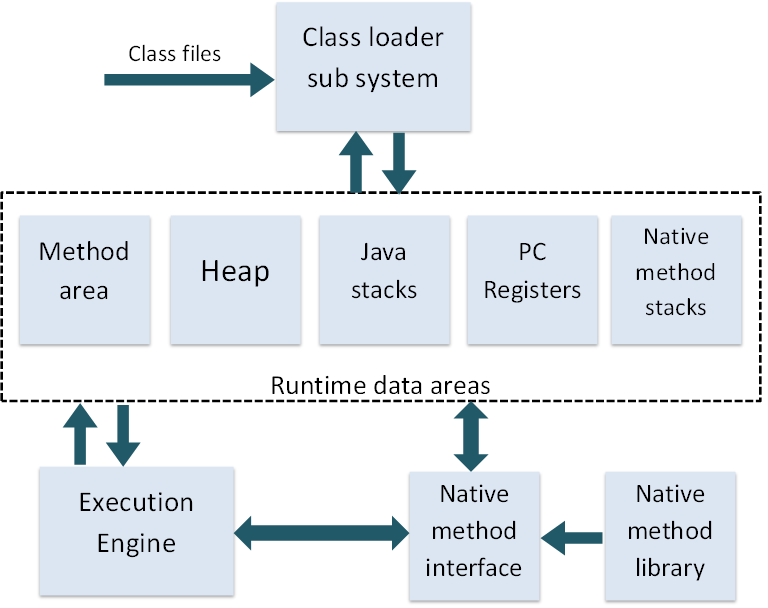 Class files
Class loader
sub system
Method
area
Heap
Java
stacks
PC
Registers
Native
method
stacks
Runtime data areas
Execution
Engine
Native
method
interface
Native
method
library